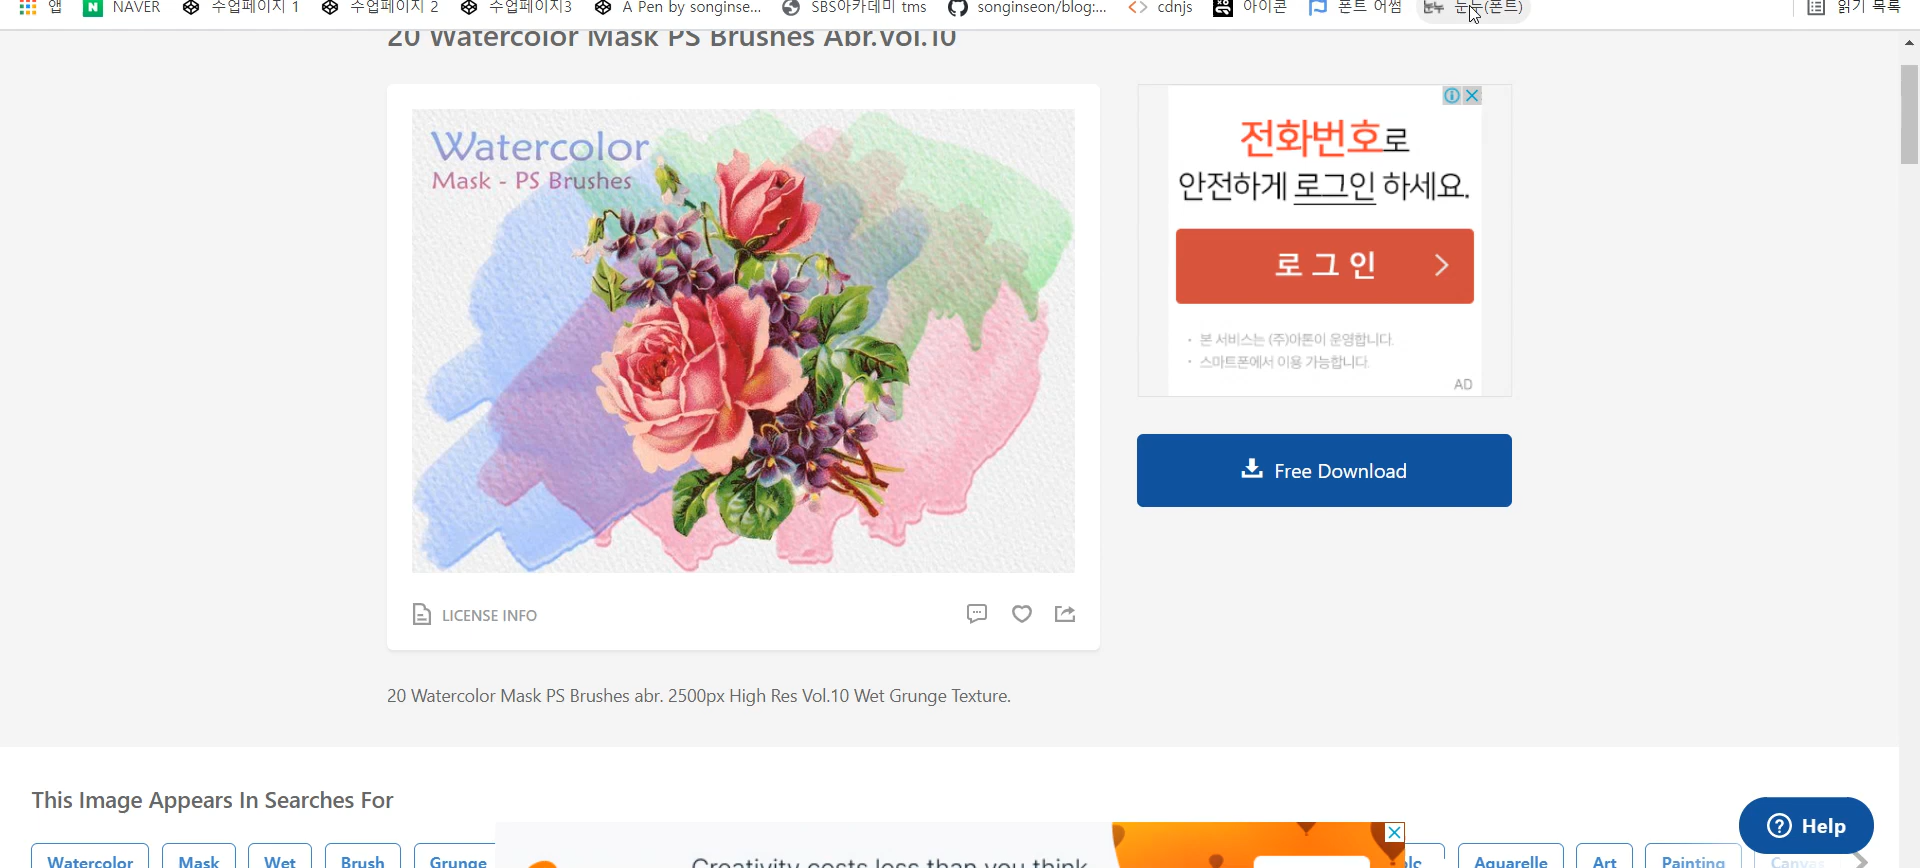 앱 NAVER 수업페이지 1 수업페이지 2 수업페이지3 A Pen by songinse... SBS아카데미 tms songinseon/blog:... cdnjs 아이콘 폰트 어썸 눈누 눈누(폰트) 읽기 목록
20 Watercolor Mask PS Brushes Abr.Vol.10
Watercolor
Mask - PS Brushes
전화번호로
안전하게 로그인 하세요.
로그인
· 본 서비스는 (주)아톤이 운영합니다.
· 스마트폰에서 이용 가능합니다.
AD
Free Download
LICENSE INFO
20 Watercolor Mask PS Brushes abr. 2500px High Res Vol.10 Wet Grunge Texture.
This Image Appears In Searches For
Help
Creativity costs less than you think
Watercolor Mask Wet Brush Grunge Aquarelle Art Painting Canvas